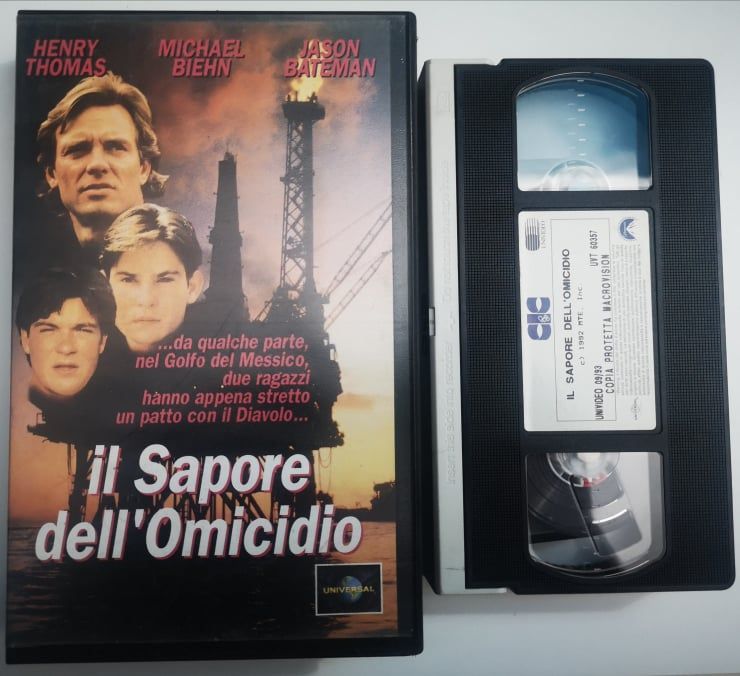 HENRY THOMAS
MICHAEL BIEHN
JASON BATEMAN
...da qualche parte,
nel Golfo del Messico,
due ragazzi
hanno appena stretto
un patto con il Diavolo...
il Sapore
dell'Omicidio
UNIVERSAL
UNIVIDEO
CIC
IL SAPORE DELL'OMICIDIO
c) 1992 MTE, Inc.
UVT 60357
UNIVIDEO 09/93
COPIA PROTETTA MACROVISION